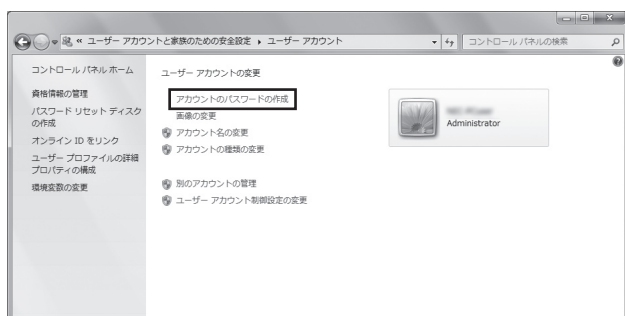 « ユーザー アカウントと家族のための安全設定 ▸ ユーザー アカウント
コントロール パネルの検索
コントロール パネル ホーム
資格情報の管理
パスワード リセット ディスク
の作成
オンライン ID をリンク
ユーザー プロファイルの詳細
プロパティの構成
環境変数の変更
ユーザー アカウントの変更
アカウントのパスワードの作成
画像の変更
アカウント名の変更
アカウントの種類の変更
別のアカウントの管理
ユーザー アカウント制御設定の変更
Administrator